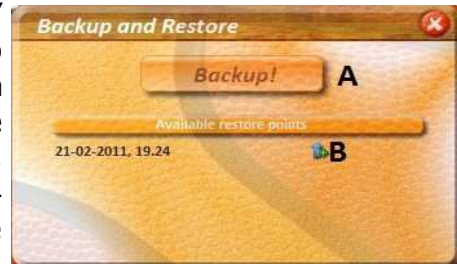 Backup and Restore
Backup! A
Available restore points
21-02-2011, 19.24 B